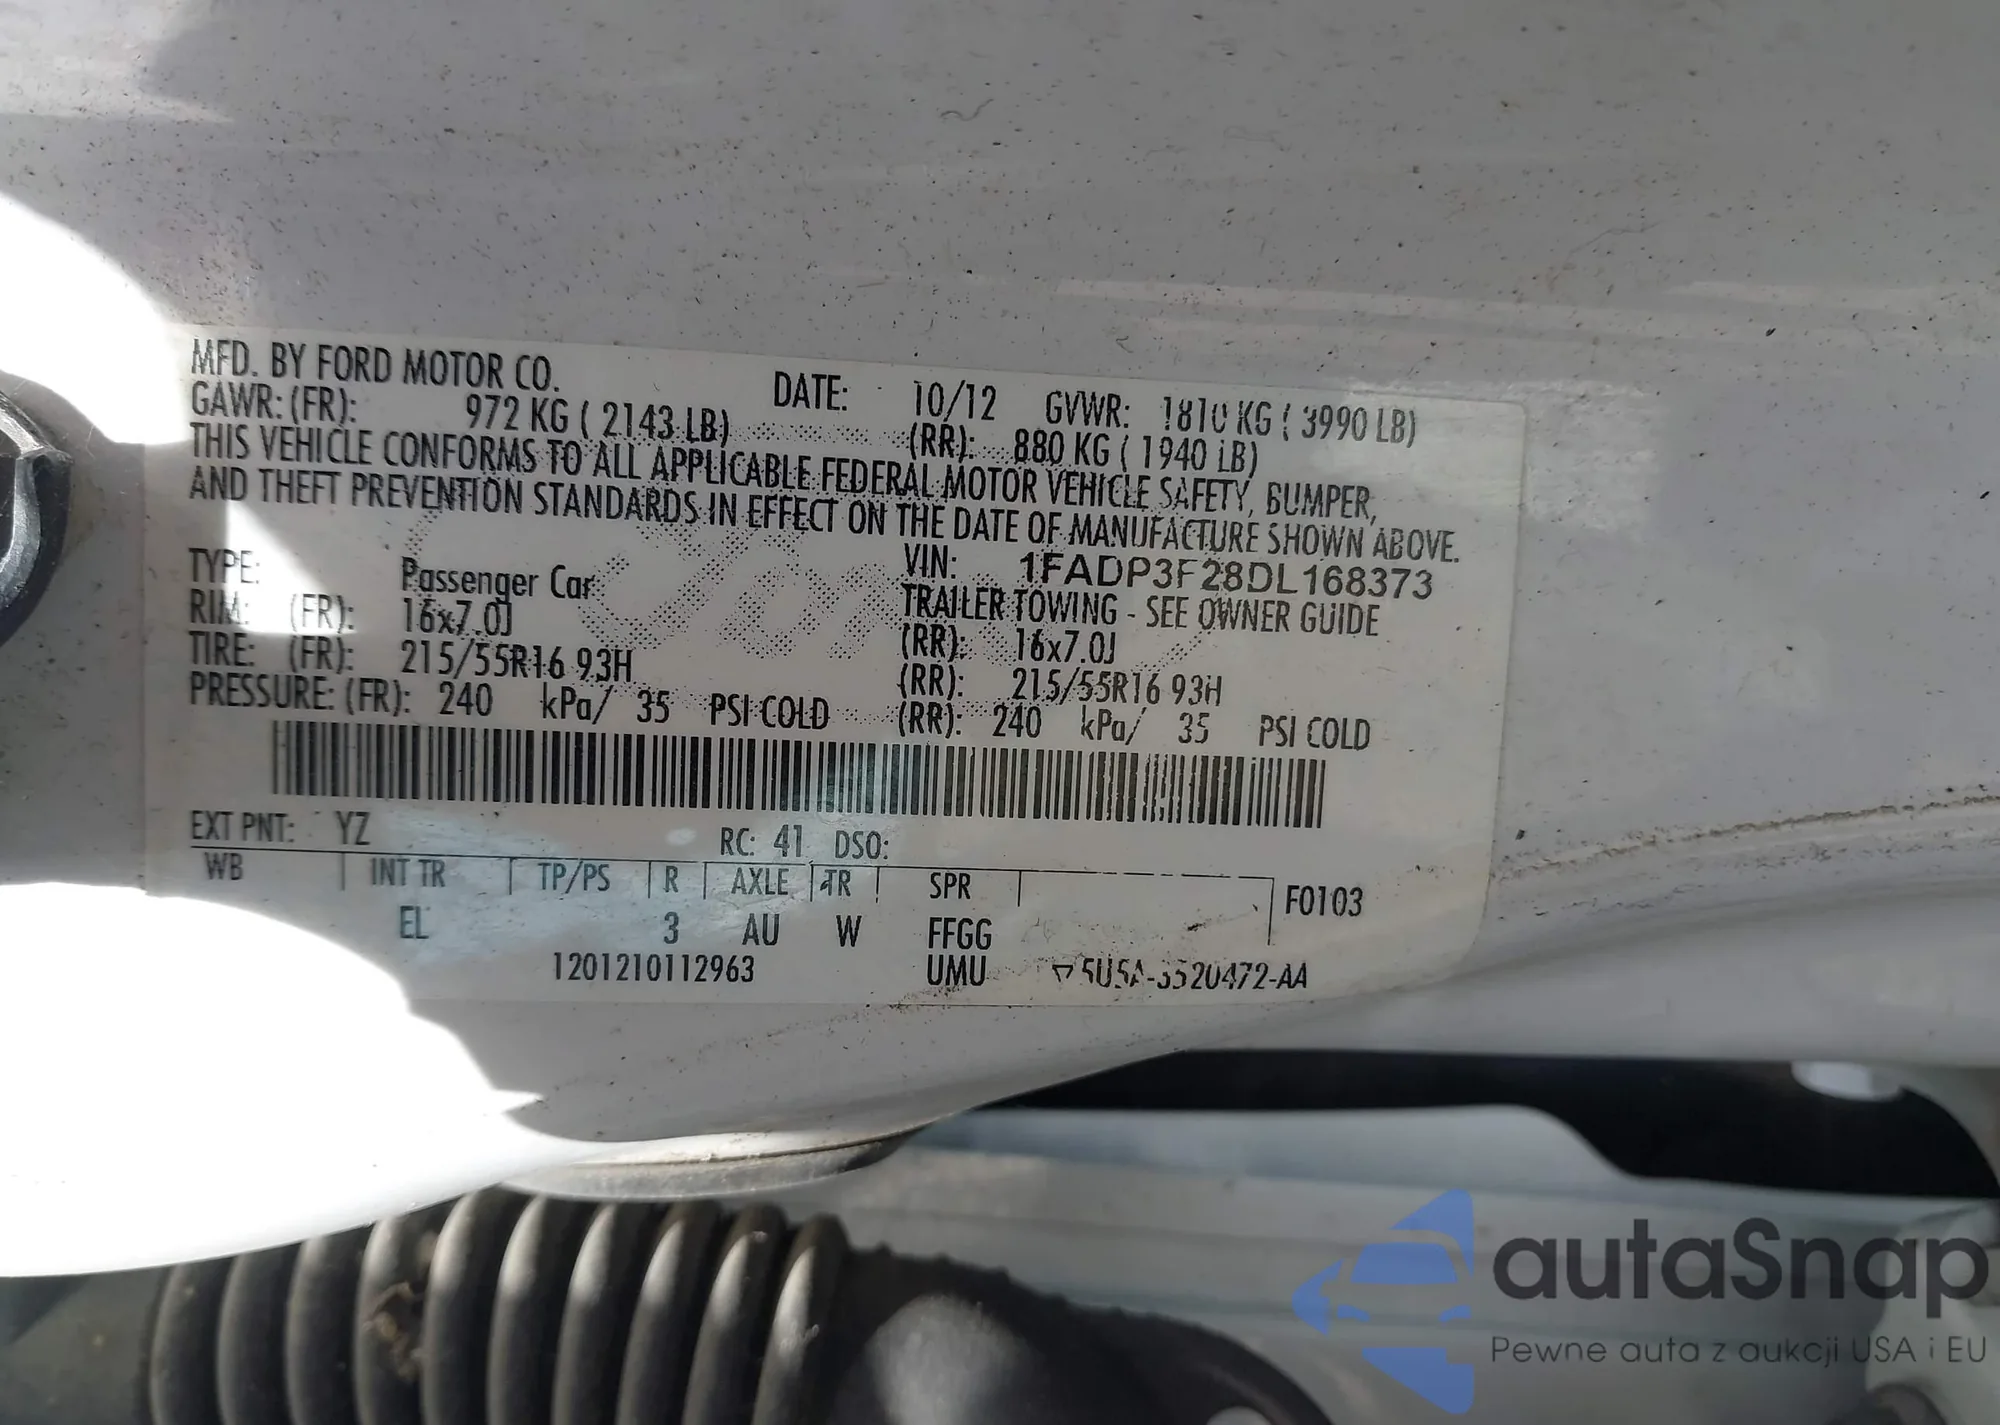 MFD. BY FORD MOTOR CO. DATE: 10/12 GVWR: 1810 KG ( 3990 LB)
GAWR: (FR): 972 KG ( 2143 LB) (RR): 880 KG ( 1940 LB)
THIS VEHICLE CONFORMS TO ALL APPLICABLE FEDERAL MOTOR VEHICLE SAFETY, BUMPER,
AND THEFT PREVENTION STANDARDS IN EFFECT ON THE DATE OF MANUFACTURE SHOWN ABOVE.
VIN: 1FADP3F28DL168373
TYPE: Passenger Car TRAILER TOWING - SEE OWNER GUIDE
RIM: (FR): 16x7.0J (RR): 16x7.0J
TIRE: (FR): 215/55R16 93H (RR): 215/55R16 93H
PRESSURE: (FR): 240 kPa/ 35 PSI COLD (RR): 240 kPa/ 35 PSI COLD
EXT PNT: YZ RC: 41 DSO:
WB INT TR TP/PS R AXLE TR SPR F0103
EL 3 AU W FFGG
1201210112963 UMU 5U5A-3520472-AA
autaSnap
Pewne auta z aukcji USA i EU